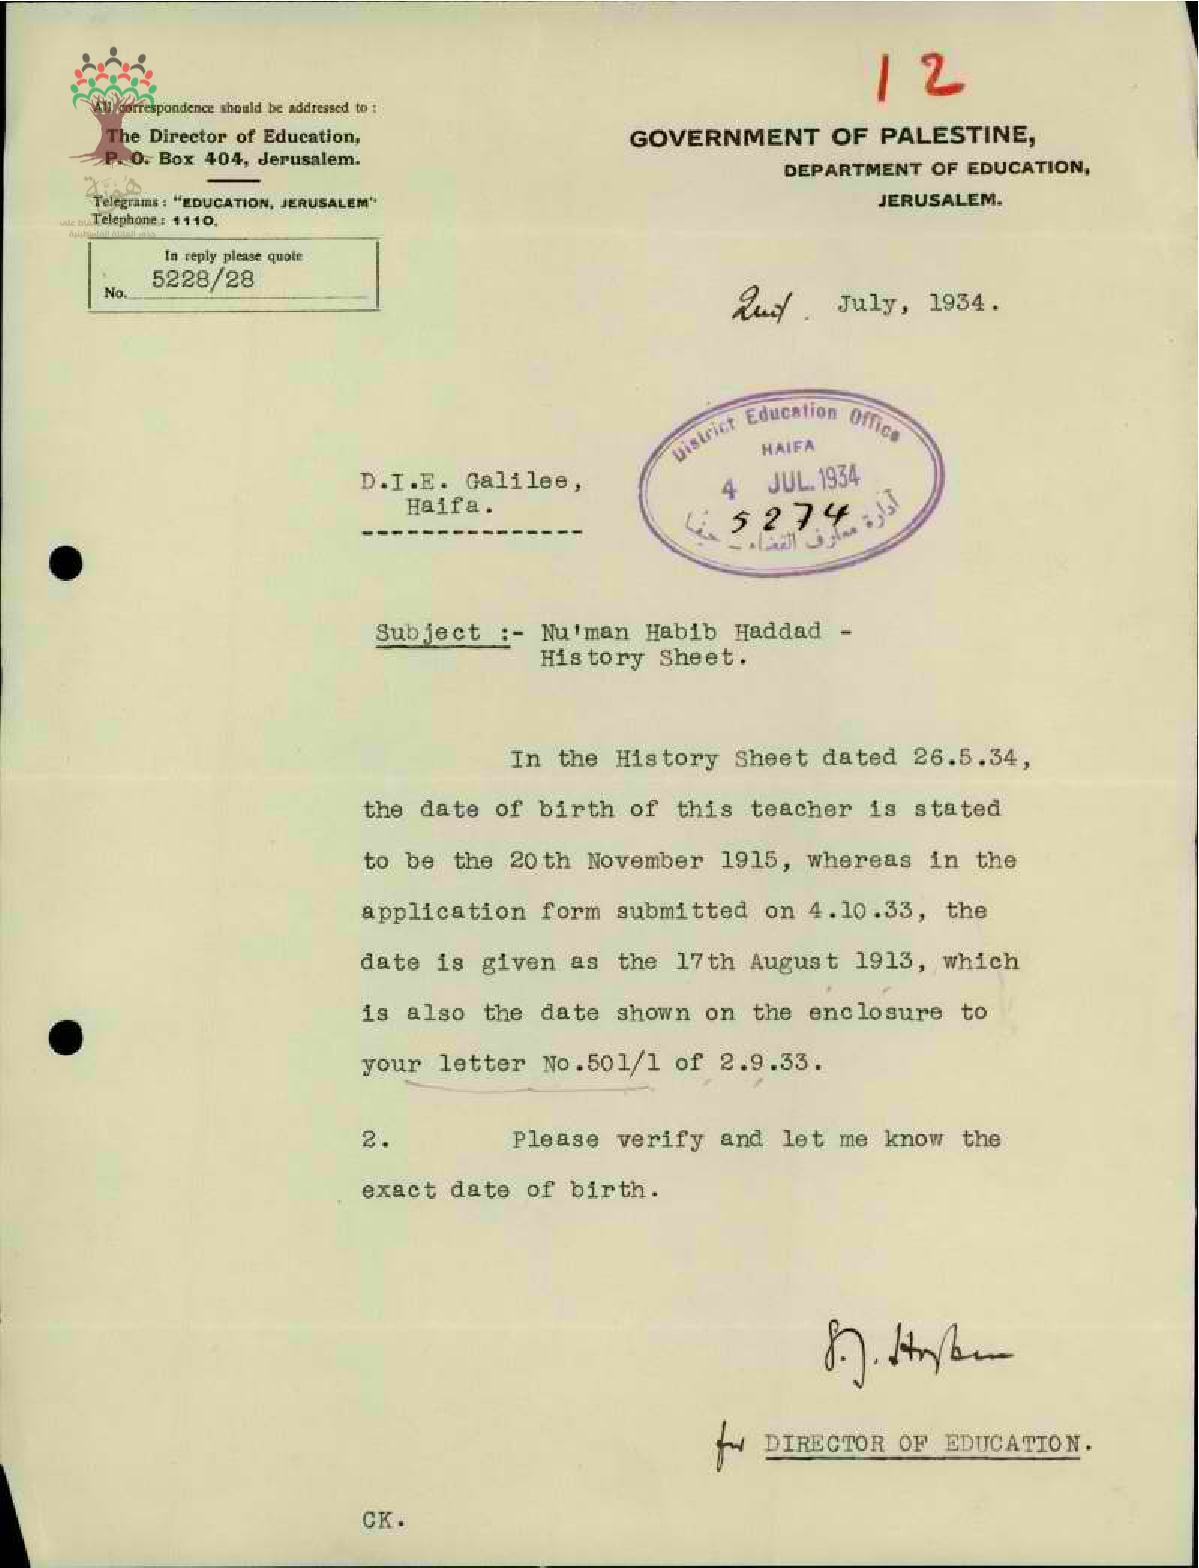 12
All correspondence should be addressed to :
The Director of Education,
P. O. Box 404, Jerusalem.
Telegrams : "EDUCATION, JERUSALEM"
Telephone : 1110.
In reply please quote
No. 5228/28
GOVERNMENT OF PALESTINE,
DEPARTMENT OF EDUCATION,
JERUSALEM.
2nd. July, 1934.
District Education Office
HAIFA
4 JUL. 1934
5274
أدارة معارف القضاء – حيفا
D.I.E. Galilee,
Haifa.
Subject :- Nu'man Habib Haddad -
History Sheet.
In the History Sheet dated 26.5.34,
the date of birth of this teacher is stated
to be the 20th November 1915, whereas in the
application form submitted on 4.10.33, the
date is given as the 17th August 1913, which
is also the date shown on the enclosure to
your letter No.501/1 of 2.9.33.
2. Please verify and let me know the
exact date of birth.
for DIRECTOR OF EDUCATION.
CK.